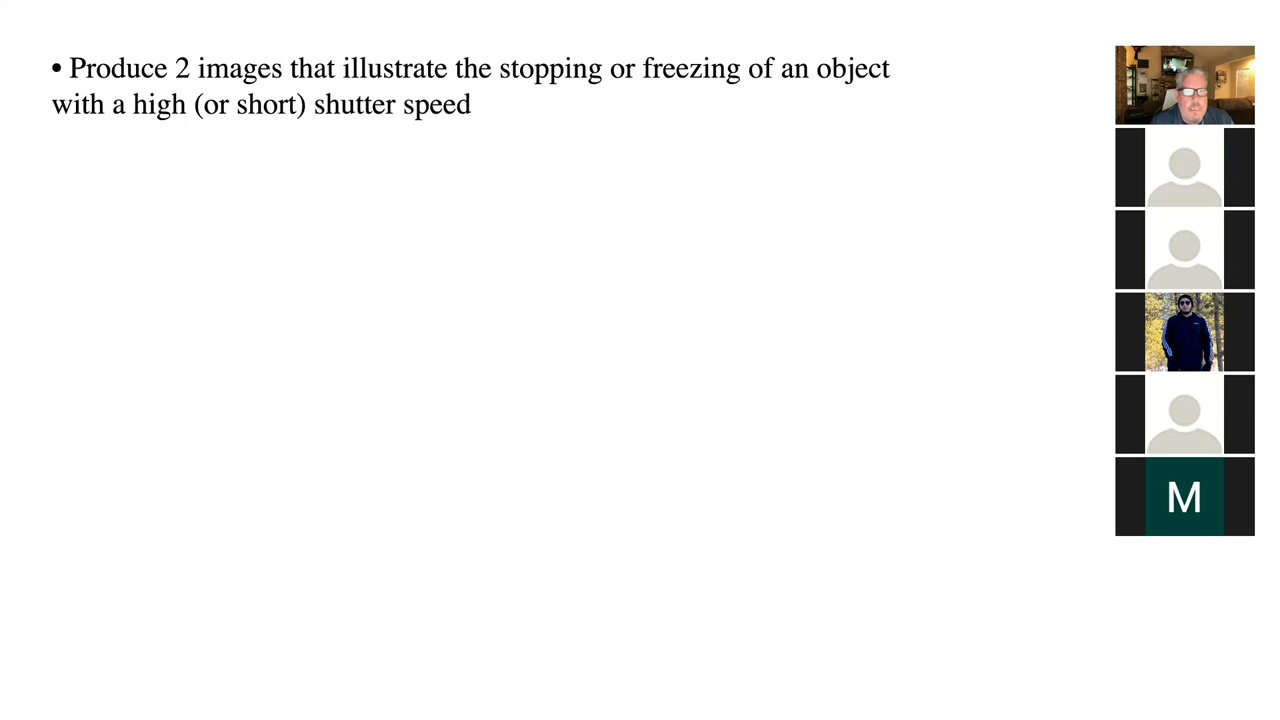 • Produce 2 images that illustrate the stopping or freezing of an object
with a high (or short) shutter speed
M